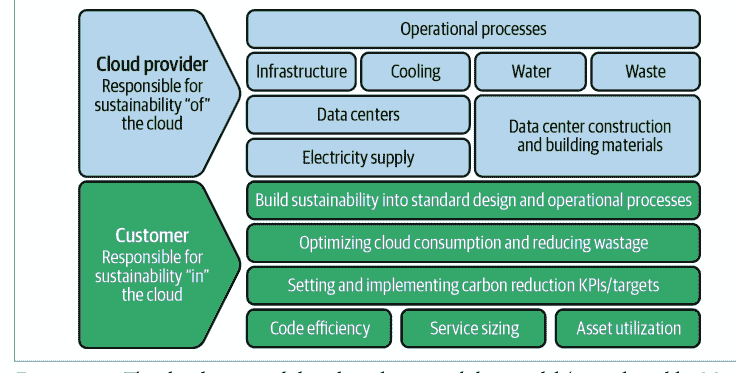 Cloud provider
Responsible for
sustainability “of”
the cloud
Operational processes
Infrastructure
Cooling
Water
Waste
Data centers
Data center construction
and building materials
Electricity supply
Customer
Responsible for
sustainability “in”
the cloud
Build sustainability into standard design and operational processes
Optimizing cloud consumption and reducing wastage
Setting and implementing carbon reduction KPIs/targets
Code efficiency
Service sizing
Asset utilization